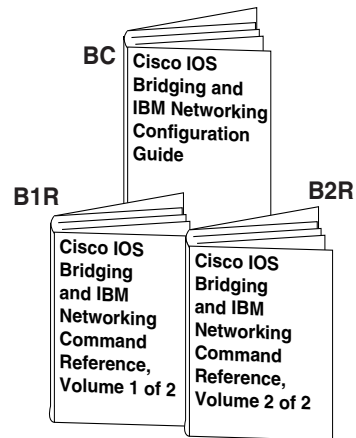 BC
Cisco IOS
Bridging and
IBM Networking
Configuration
Guide
B1R
Cisco IOS
Bridging
and IBM
Networking
Command
Reference,
Volume 1 of 2
B2R
Cisco IOS
Bridging
and IBM
Networking
Command
Reference,
Volume 2 of 2